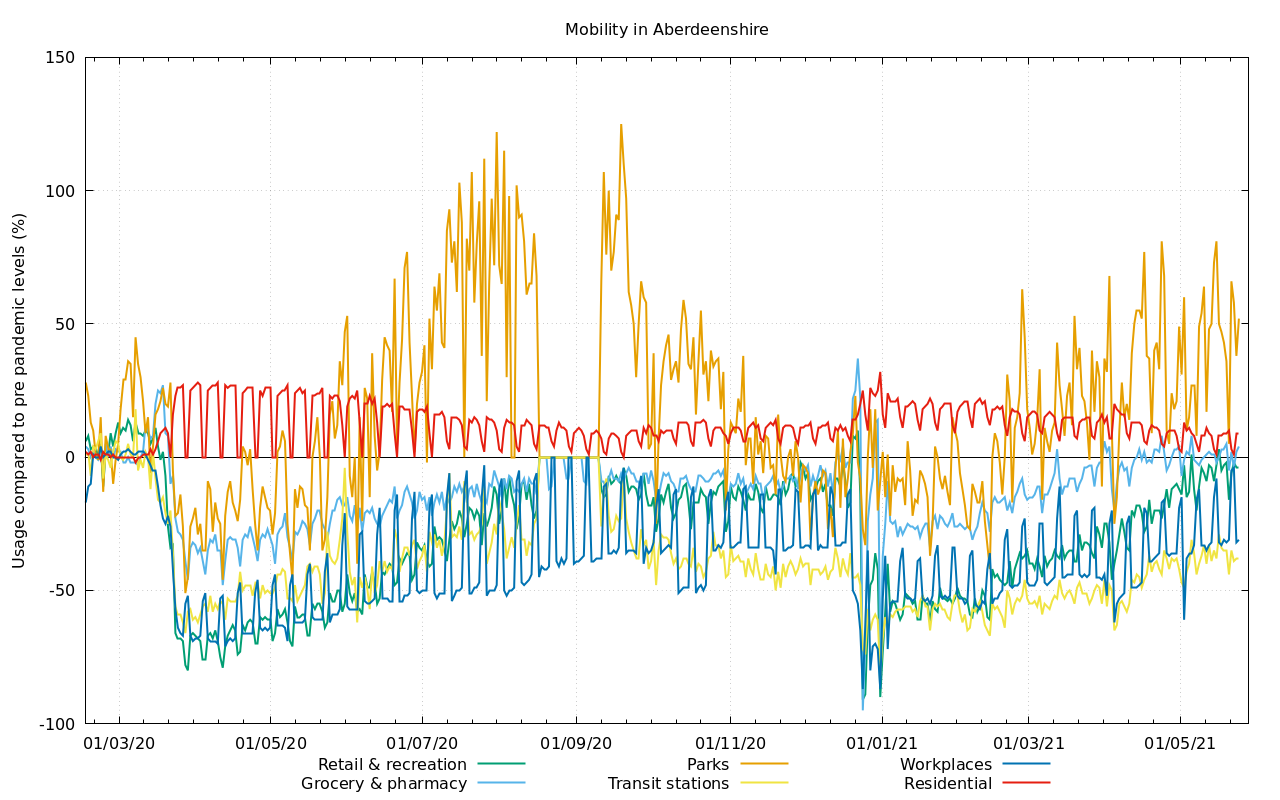 Mobility in Aberdeenshire
Usage compared to pre pandemic levels (%)
150
100
50
0
-50
-100
01/03/20 01/05/20 01/07/20 01/09/20 01/11/20 01/01/21 01/03/21 01/05/21
Retail & recreation Parks Workplaces
Grocery & pharmacy Transit stations Residential